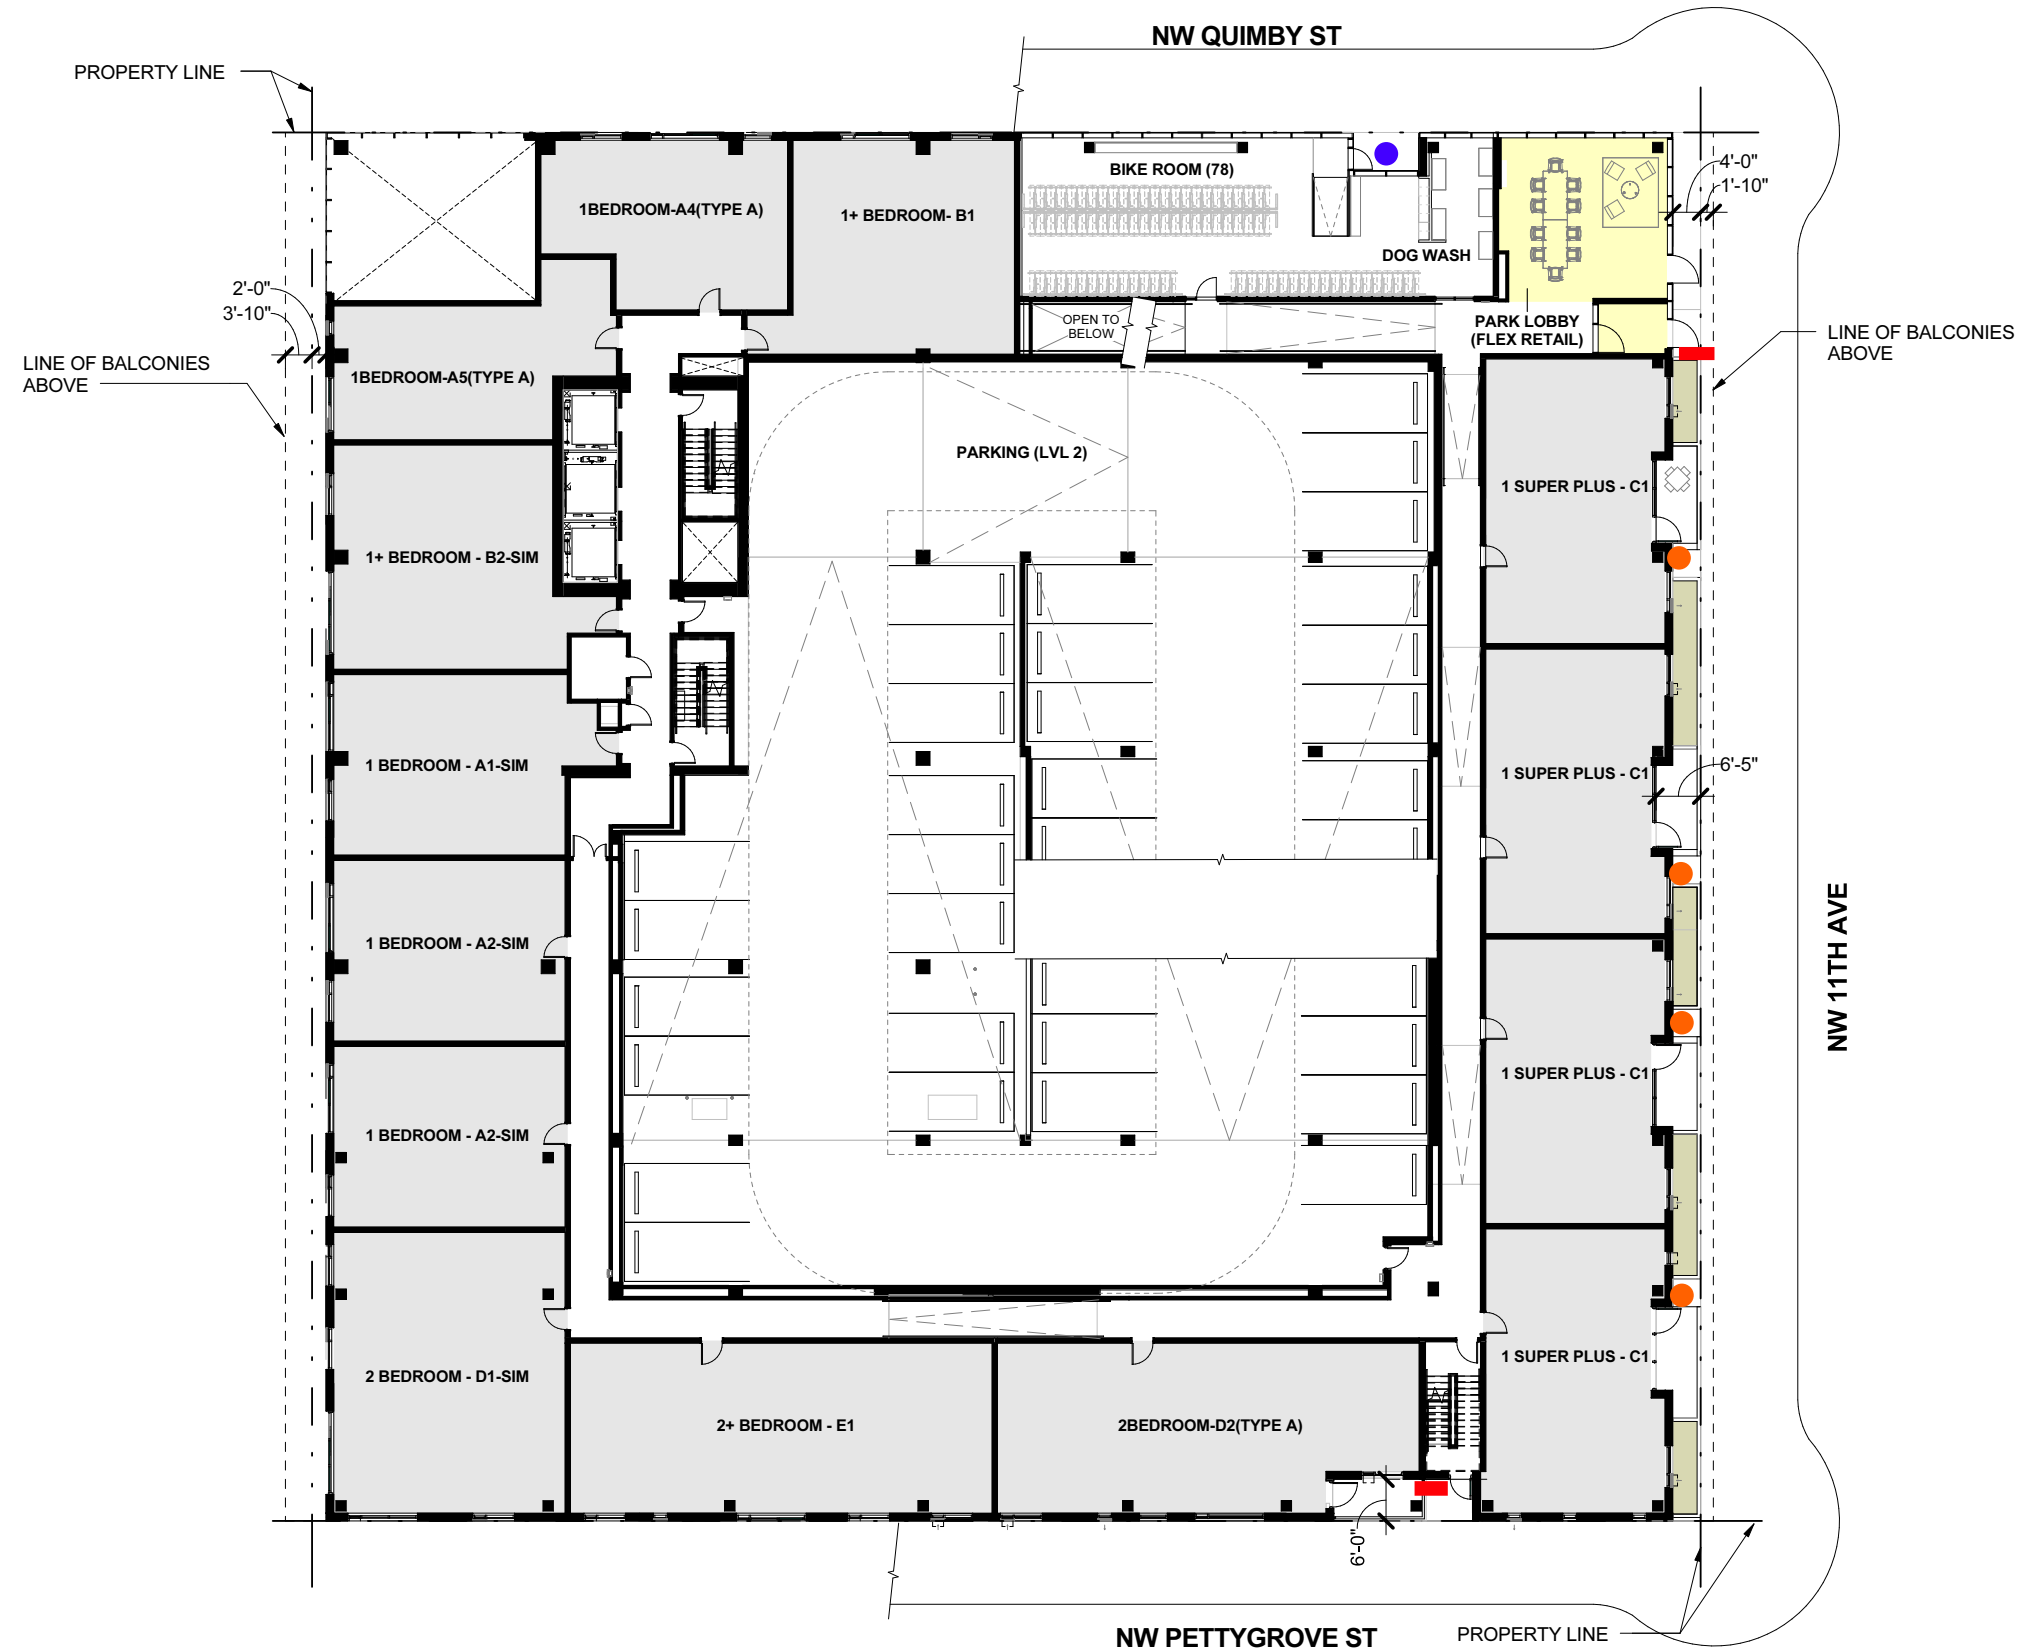 NW QUIMBY ST
PROPERTY LINE
BIKE ROOM (78)
4'-0"
1'-10"
1BEDROOM-A4(TYPE A)
1+ BEDROOM- B1
DOG WASH
2'-0"
3'-10"
OPEN TO
BELOW
PARK LOBBY
(FLEX RETAIL)
LINE OF BALCONIES
ABOVE
LINE OF BALCONIES
ABOVE
1BEDROOM-A5(TYPE A)
PARKING (LVL 2)
1 SUPER PLUS - C1
1+ BEDROOM - B2-SIM
1 BEDROOM - A1-SIM
1 SUPER PLUS - C1
6'-5"
1 BEDROOM - A2-SIM
NW 11TH AVE
1 SUPER PLUS - C1
1 BEDROOM - A2-SIM
1 SUPER PLUS - C1
2 BEDROOM - D1-SIM
2+ BEDROOM - E1
2BEDROOM-D2(TYPE A)
6'-0"
NW PETTYGROVE ST
PROPERTY LINE